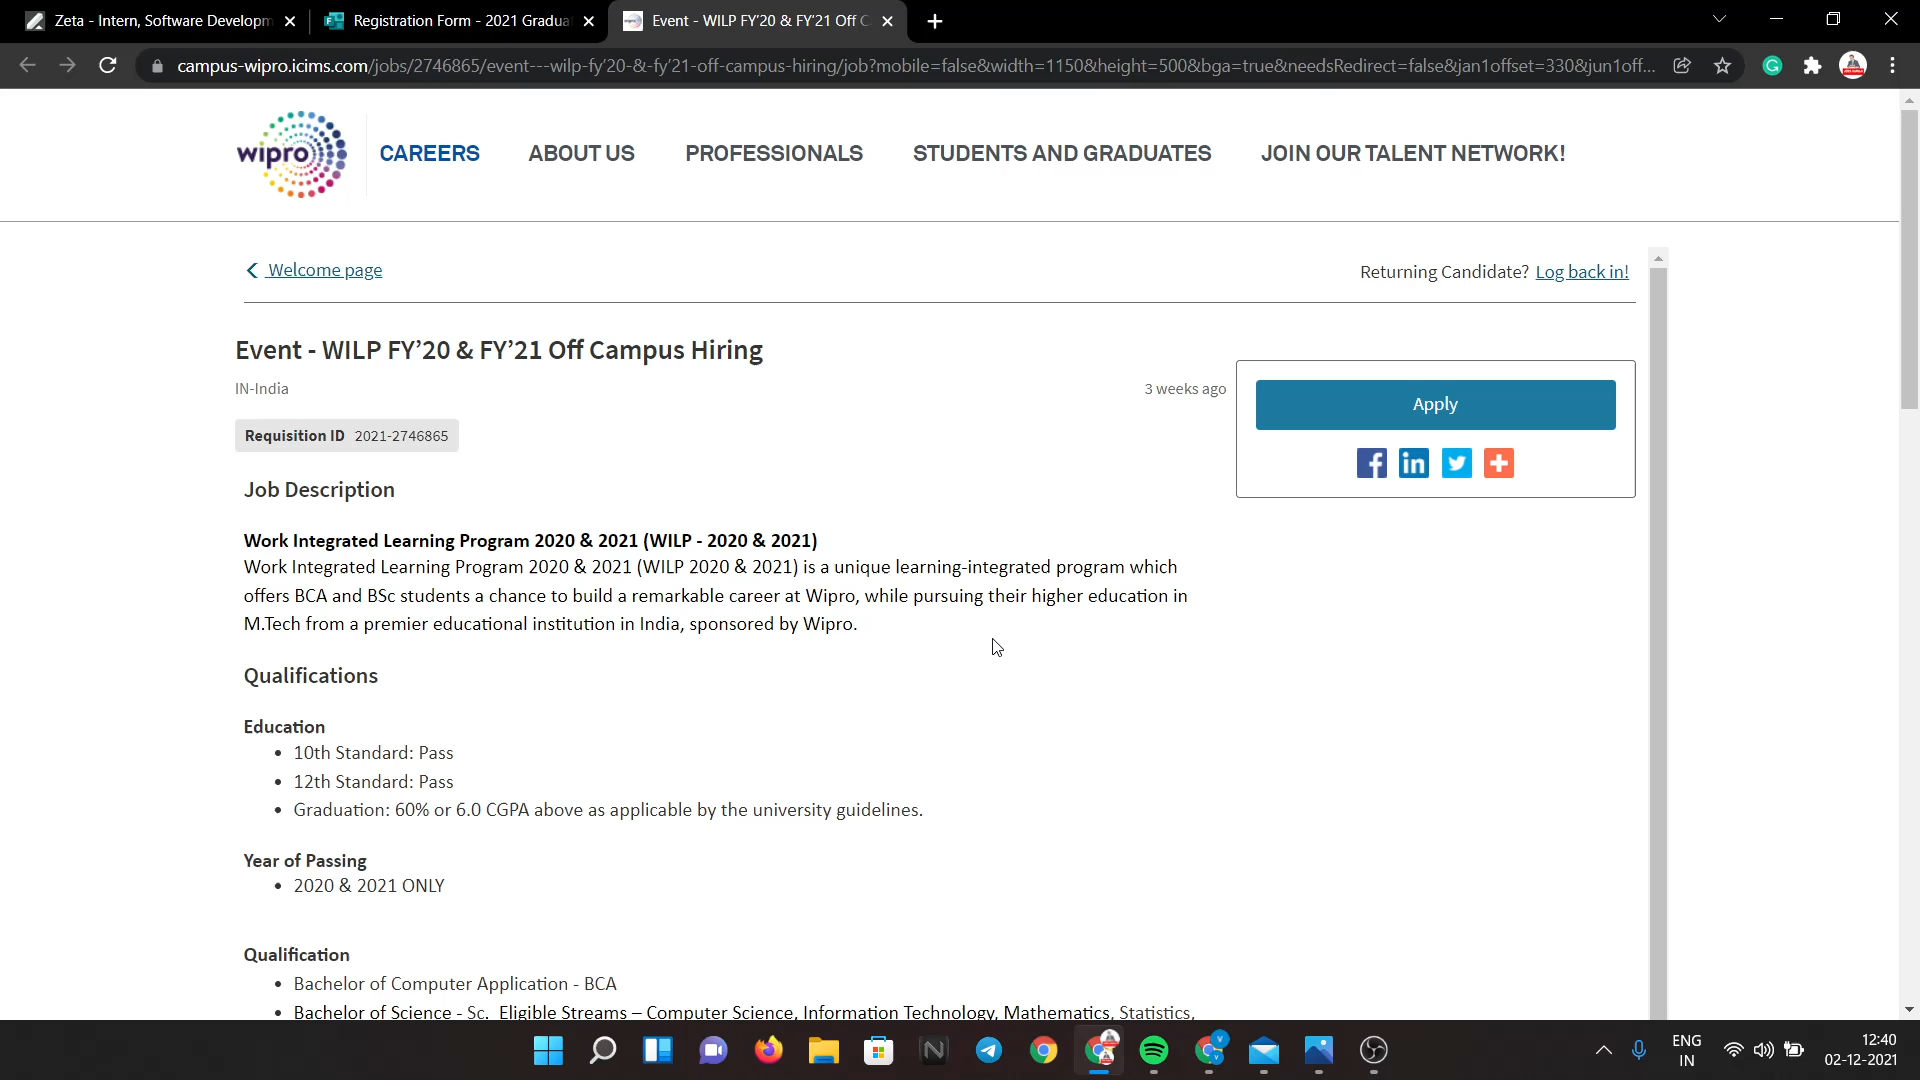 Zeta - Intern, Software Developm
Registration Form - 2021 Gradua
Event - WILP FY'20 & FY'21 Off C
campus-wipro.icims.com/jobs/2746865/event---wilp-fy'20-&-fy'21-off-campus-hiring/job?mobile=false&width=1150&height=500&bga=true&needsRedirect=false&jan1offset=330&jun1off...
wipro
CAREERS
ABOUT US
PROFESSIONALS
STUDENTS AND GRADUATES
JOIN OUR TALENT NETWORK!
Welcome page
Returning Candidate? Log back in!
Event - WILP FY’20 & FY’21 Off Campus Hiring
IN-India
3 weeks ago
Apply
Requisition ID 2021-2746865
Job Description
Work Integrated Learning Program 2020 & 2021 (WILP - 2020 & 2021)
Work Integrated Learning Program 2020 & 2021 (WILP 2020 & 2021) is a unique learning-integrated program which
offers BCA and BSc students a chance to build a remarkable career at Wipro, while pursuing their higher education in
M.Tech from a premier educational institution in India, sponsored by Wipro.
Qualifications
Education
• 10th Standard: Pass
• 12th Standard: Pass
• Graduation: 60% or 6.0 CGPA above as applicable by the university guidelines.
Year of Passing
• 2020 & 2021 ONLY
Qualification
• Bachelor of Computer Application - BCA
• Bachelor of Science - Sc. Eligible Streams – Computer Science, Information Technology, Mathematics, Statistics,
ENG
IN
12:40
02-12-2021